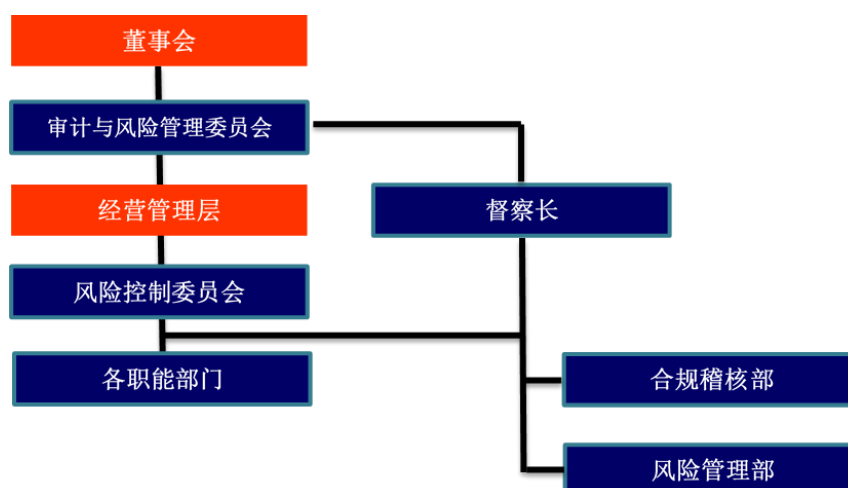 董事会
审计与风险管理委员会
经营管理层
督察长
风险控制委员会
各职能部门
合规稽核部
风险管理部